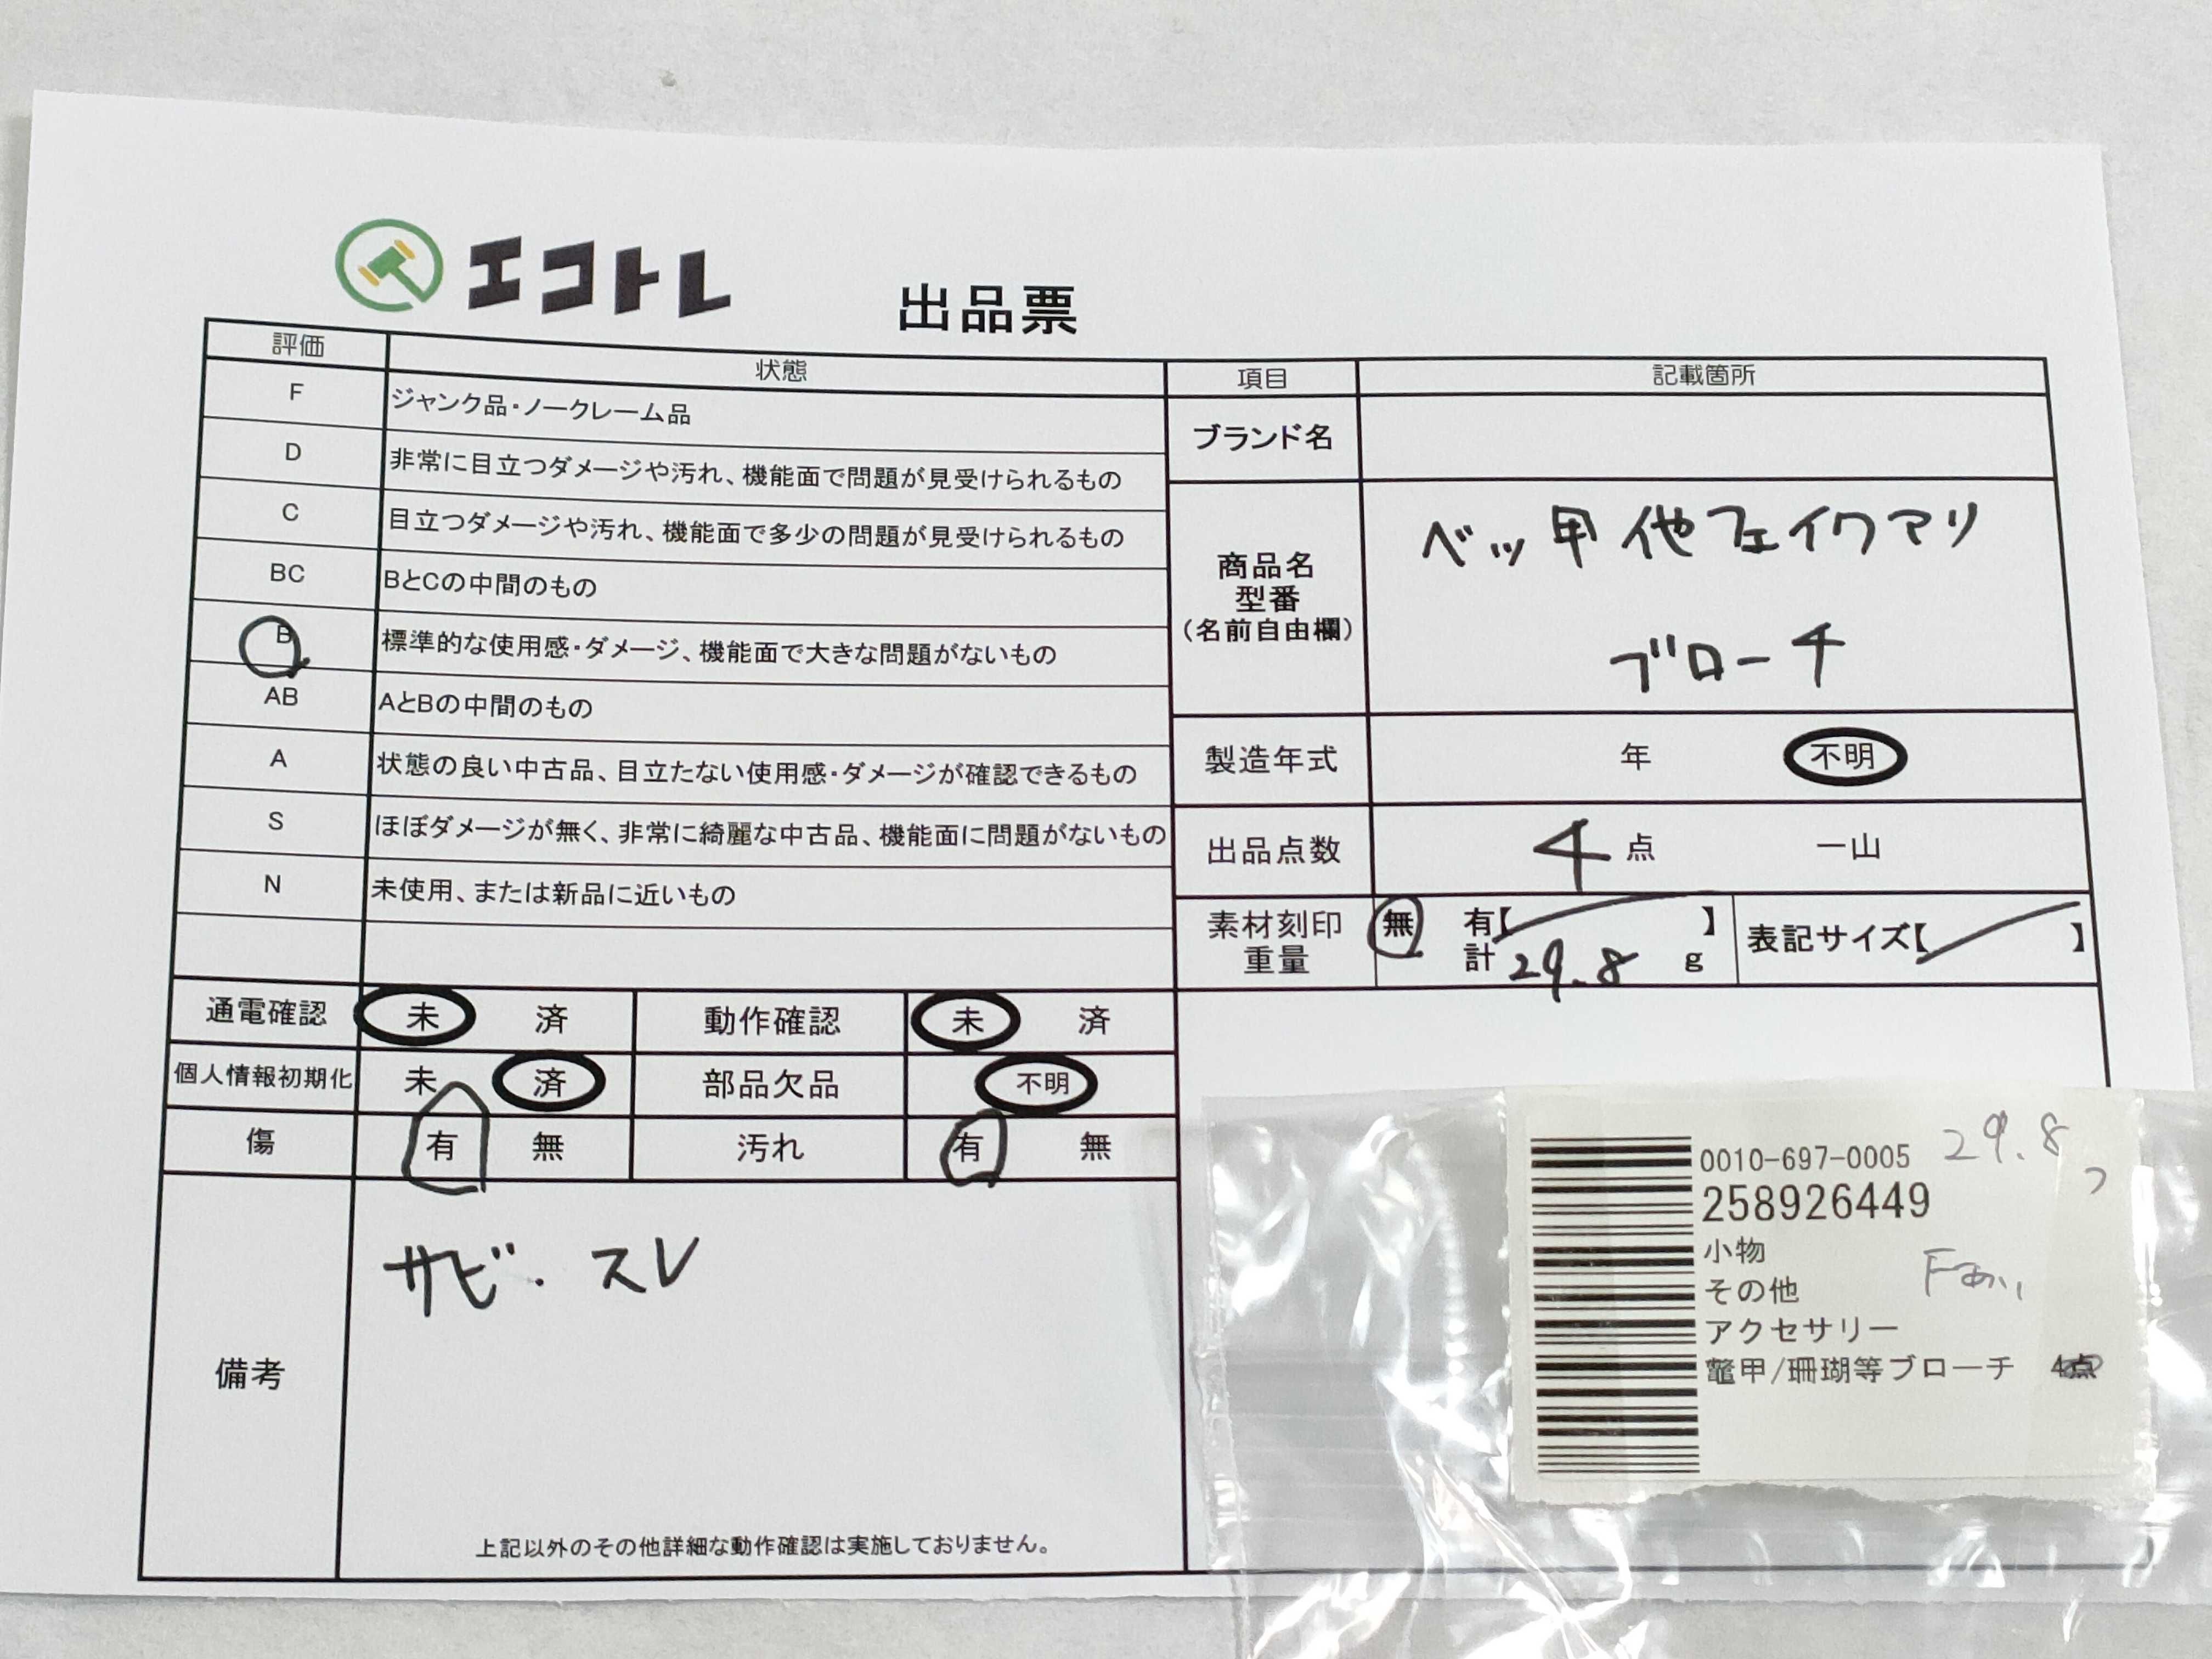 エコトレ
出品票
評価 状態
F ジャンク品・ノークレーム品
D 非常に目立つダメージや汚れ、機能面で問題が見受けられるもの
C 目立つダメージや汚れ、機能面で多少の問題が見受けられるもの
BC BとCの中間のもの
B 標準的な使用感・ダメージ、機能面で大きな問題がないもの
AB AとBの中間のもの
A 状態の良い中古品、目立たない使用感・ダメージが確認できるもの
S ほぼダメージが無く、非常に綺麗な中古品、機能面に問題がないもの
N 未使用、または新品に近いもの
項目 記載箇所
ブランド名
商品名
型番
(名前自由欄)
ベッ甲他フェイクアリ
ブローチ
製造年式 年 不明
出品点数 4 点 一山
素材刻印 無 有【 】
重量 計 29.8 g
表記サイズ【 】
通電確認 未 済 動作確認 未 済
個人情報初期化 未 済 部品欠品 不明
傷 有 無 汚れ 有 無
備考
サビ・スレ
上記以外のその他詳細な動作確認は実施しておりません。
0010-697-0005 29.8
258926449
小物
その他
アクセサリー
鼈甲/珊瑚等ブローチ 4点